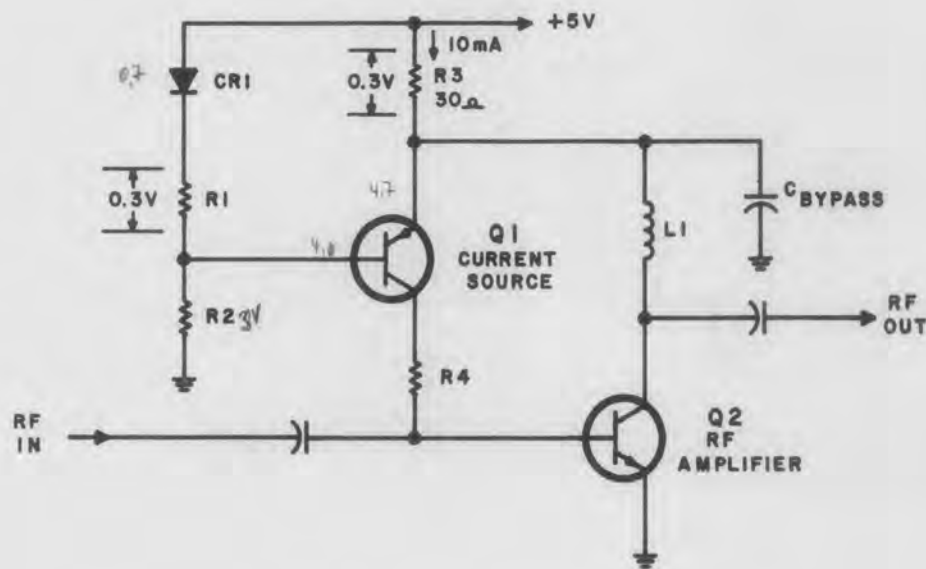 +5V
10mA
0.7
CR1
0.3V
R3
30Ω
0.3V
R1
4.7
Q1
CURRENT
SOURCE
L1
C BYPASS
4.0
R2 3V
RF
OUT
R4
RF
IN
Q2
RF
AMPLIFIER